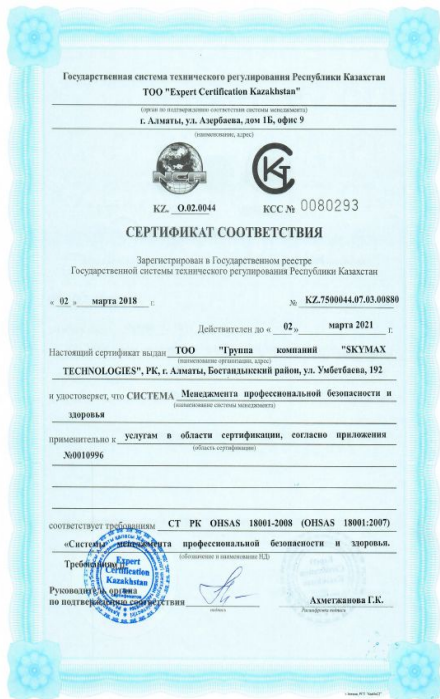 Государственная система технического регулирования Республики Казахстан
ТОО "Expert Certification Kazakhstan"
(орган по подтверждению соответствия системы менеджмента)
г. Алматы, ул. Азербаева, дом 1Б, офис 9
(наименование, адрес)
KZ. О.02.0044
КСС № 0080293
СЕРТИФИКАТ СООТВЕТСТВИЯ
Зарегистрирован в Государственном реестре
Государственной системы технического регулирования Республики Казахстан
« 02 » марта 2018 г.
№ KZ.7500044.07.03.00880
Действителен до « 02 » марта 2021 г.
Настоящий сертификат выдан ТОО "Группа компаний "SKYMAX
(наименование организации, адрес)
TECHNOLOGIES", РК, г. Алматы, Бостандыкский район, ул. Умбетбаева, 192
и удостоверяет, что СИСТЕМА Менеджмента профессиональной безопасности и
(наименование системы менеджмента)
здоровья
применительно к услугам в области сертификации, согласно приложения
(область сертификации)
№0010996
соответствует требованиям СТ РК OHSAS 18001-2008 (OHSAS 18001:2007)
«Системы менеджмента профессиональной безопасности и здоровья.
(обозначение и наименование НД)
Требования»
Expert
Certification
Kazakhstan
Руководитель органа
по подтверждению соответствия
подпись
Ахметжанова Г.К.
Расшифровка подписи